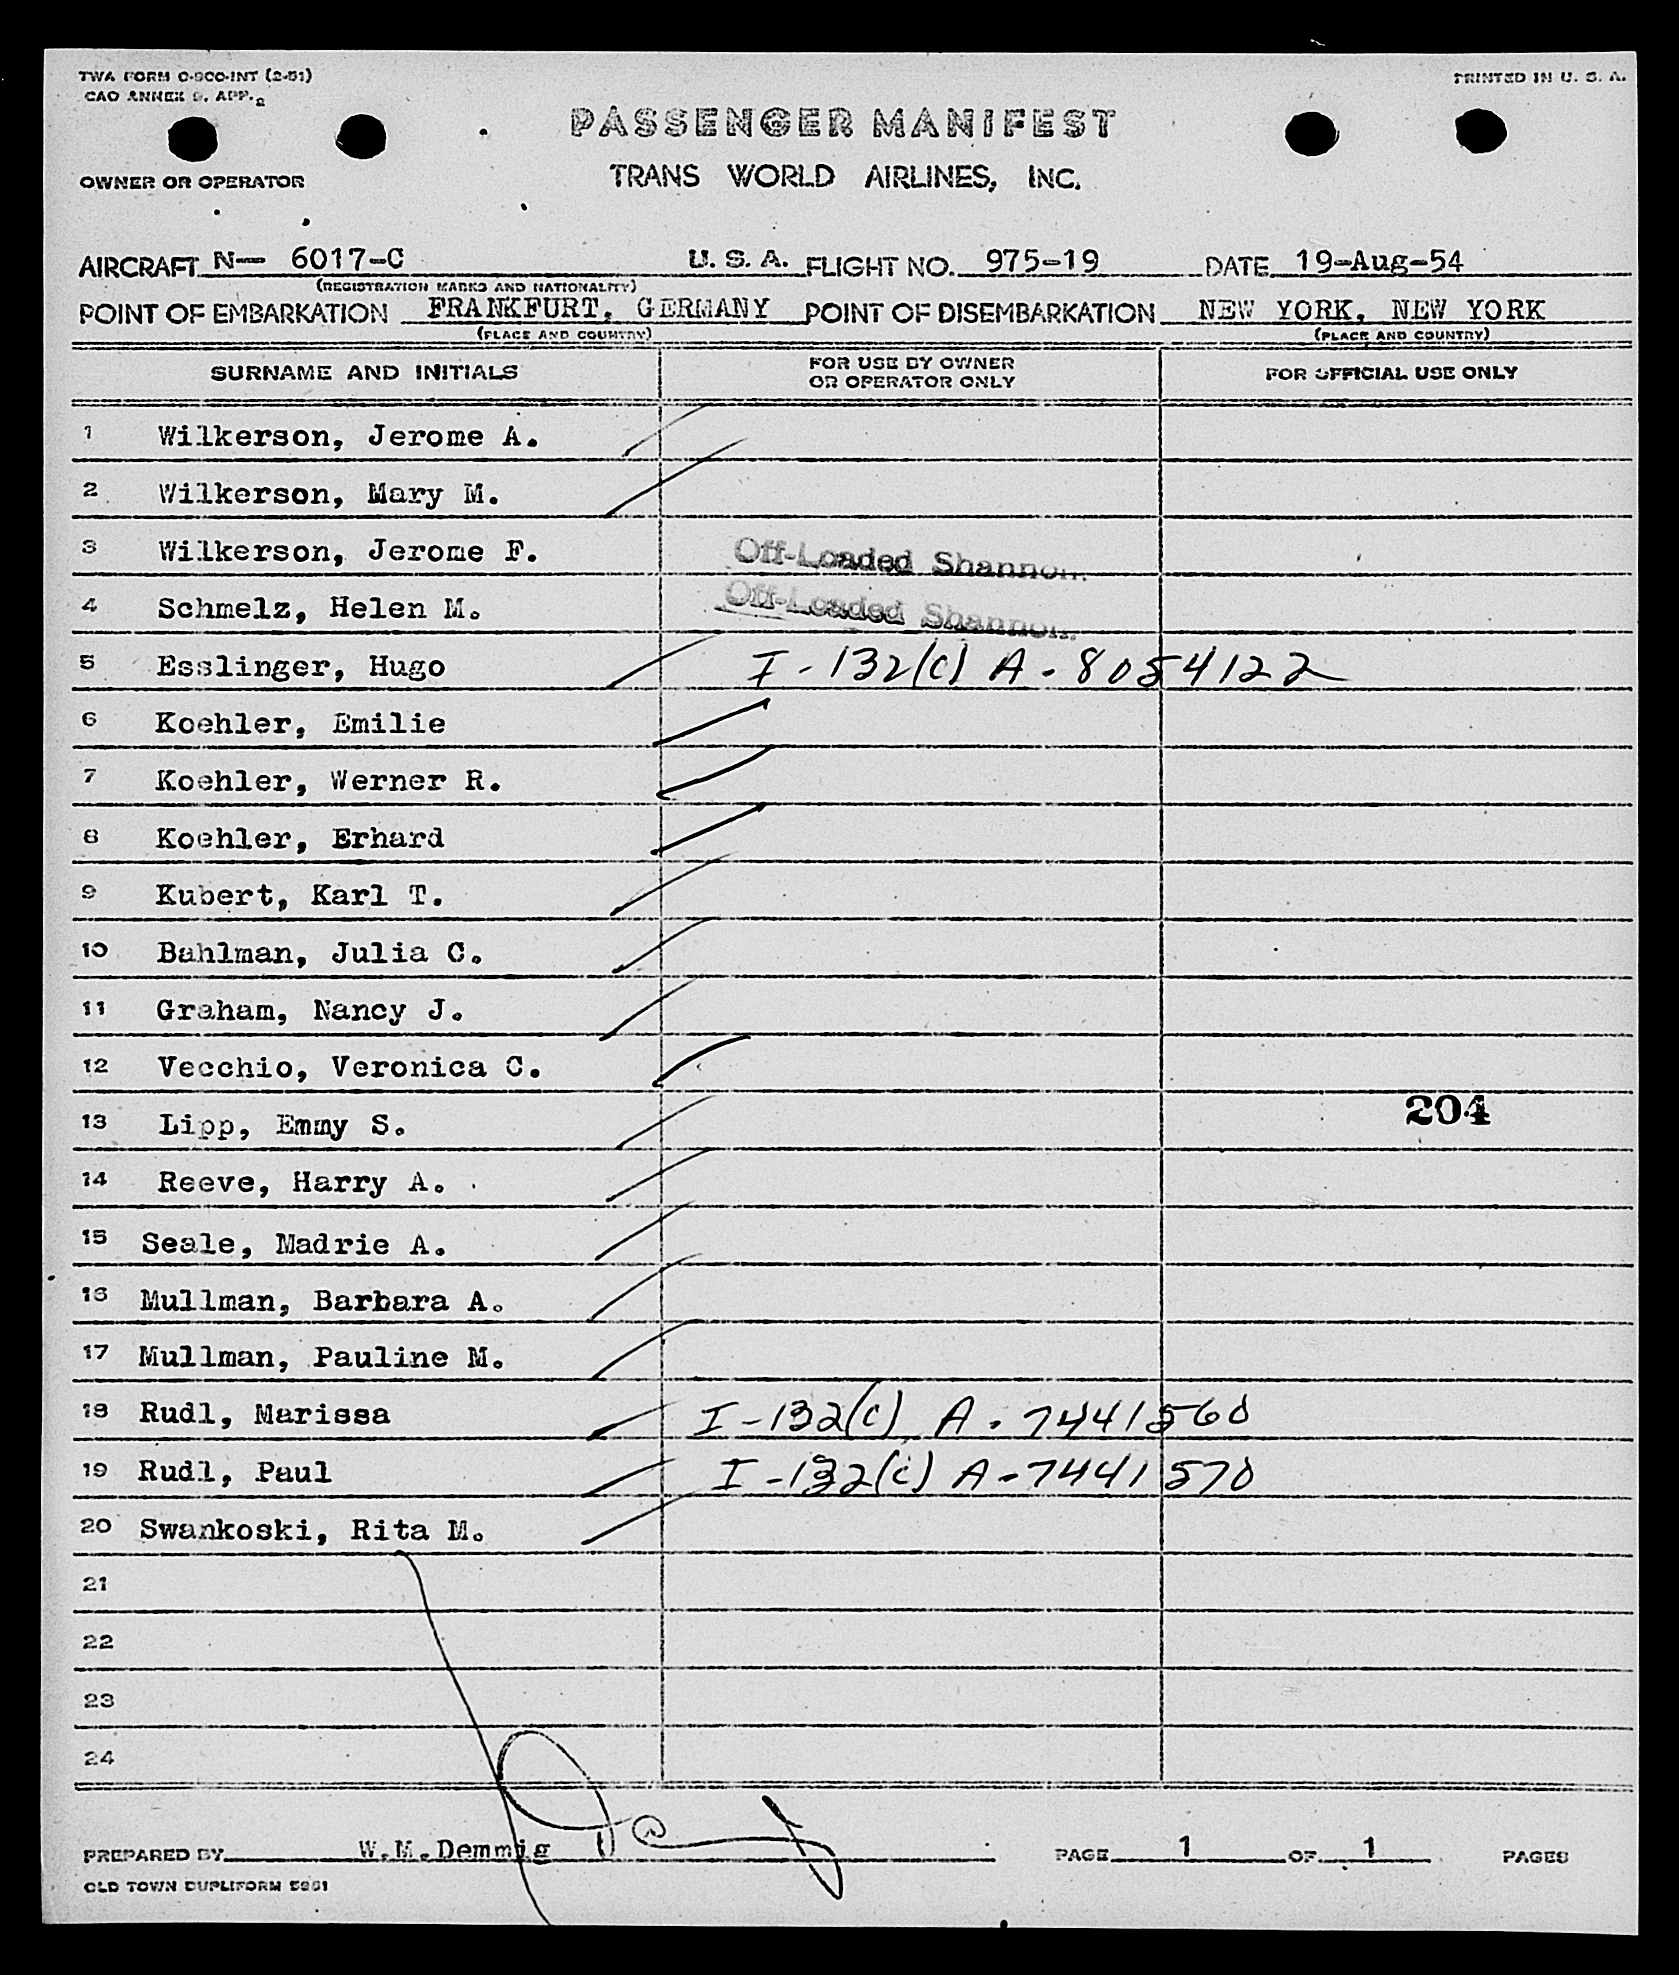 TWA FORM O-SCO-INT (2-51)
PRINTED IN U. S. A.
CAO ANNEX 9, APP. 2
PASSENGER MANIFEST
OWNER OR OPERATOR
TRANS WORLD AIRLINES, INC.
AIRCRAFT N— 6017-C U. S. A. FLIGHT NO. 975-19 DATE 19-Aug-54
(REGISTRATION MARKS AND NATIONALITY)
POINT OF EMBARKATION FRANKFURT, GERMANY POINT OF DISEMBARKATION NEW YORK, NEW YORK
(PLACE AND COUNTRY) (PLACE AND COUNTRY)
SURNAME AND INITIALS FOR USE BY OWNER OR OPERATOR ONLY FOR OFFICIAL USE ONLY
1 Wilkerson, Jerome A.
2 Wilkerson, Mary M.
3 Wilkerson, Jerome F. Off-Loaded Shannon.
4 Schmelz, Helen M. Off-Loaded Shannon.
5 Esslinger, Hugo I-132(c) A-8054122
6 Koehler, Emilie
7 Koehler, Werner R.
8 Koehler, Erhard
9 Kubert, Karl T.
10 Bahlman, Julia C.
11 Graham, Nancy J.
12 Vecchio, Veronica C.
13 Lipp, Emmy S. 204
14 Reeve, Harry A.
15 Seale, Madrie A.
16 Mullman, Barbara A.
17 Mullman, Pauline M.
18 Rudl, Marissa I-132(c) A-7441560
19 Rudl, Paul I-132(c) A-7441570
20 Swankoski, Rita M.
21
22
23
24
PREPARED BY W.M.Demmig PAGE 1 OF 1 PAGES
OLD TOWN DUPLIFORM